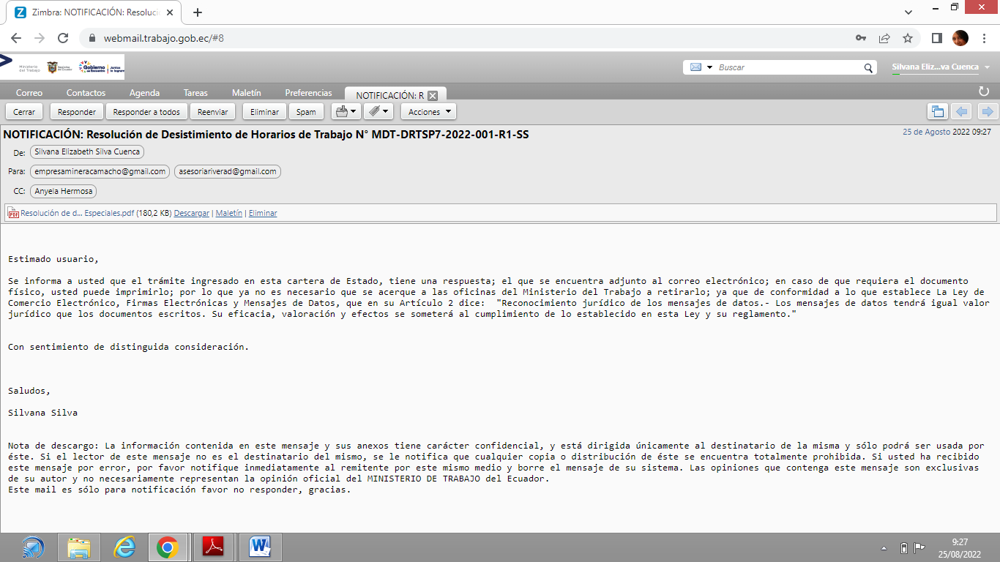 Zimbra: NOTIFICACIÓN: Resoluci
webmail.trabajo.gob.ec/#8
Ministerio
del Trabajo
República
del Ecuador
Gobierno
del Encuentro
Juntos
lo logramos
Buscar
Silvana Eliz...va Cuenca
Correo Contactos Agenda Tareas Maletín Preferencias NOTIFICACIÓN: R
Cerrar Responder Responder a todos Reenviar Eliminar Spam Acciones
NOTIFICACIÓN: Resolución de Desistimiento de Horarios de Trabajo N° MDT-DRTSP7-2022-001-R1-SS
25 de Agosto 2022 09:27
De: Silvana Elizabeth Silva Cuenca
Para: empresamineracamacho@gmail.com asesoriariverad@gmail.com
CC: Anyela Hermosa
PDF Resolución de d... Especiales.pdf (180,2 KB) Descargar | Maletín | Eliminar
Estimado usuario,
Se informa a usted que el trámite ingresado en esta cartera de Estado, tiene una respuesta; el que se encuentra adjunto al correo electrónico; en caso de que requiera el documento
físico, usted puede imprimirlo; por lo que ya no es necesario que se acerque a las oficinas del Ministerio del Trabajo a retirarlo; ya que de conformidad a lo que establece La Ley de
Comercio Electrónico, Firmas Electrónicas y Mensajes de Datos, que en su Artículo 2 dice:  "Reconocimiento jurídico de los mensajes de datos.- Los mensajes de datos tendrá igual valor
jurídico que los documentos escritos. Su eficacia, valoración y efectos se someterá al cumplimiento de lo establecido en esta Ley y su reglamento."
Con sentimiento de distinguida consideración.
Saludos,
Silvana Silva
Nota de descargo: La información contenida en este mensaje y sus anexos tiene carácter confidencial, y está dirigida únicamente al destinatario de la misma y sólo podrá ser usada por
éste. Si el lector de este mensaje no es el destinatario del mismo, se le notifica que cualquier copia o distribución de éste se encuentra totalmente prohibida. Si usted ha recibido
este mensaje por error, por favor notifique inmediatamente al remitente por este mismo medio y borre el mensaje de su sistema. Las opiniones que contenga este mensaje son exclusivas
de su autor y no necesariamente representan la opinión oficial del MINISTERIO DE TRABAJO del Ecuador.
Este mail es sólo para notificación favor no responder, gracias.
9:27
25/08/2022